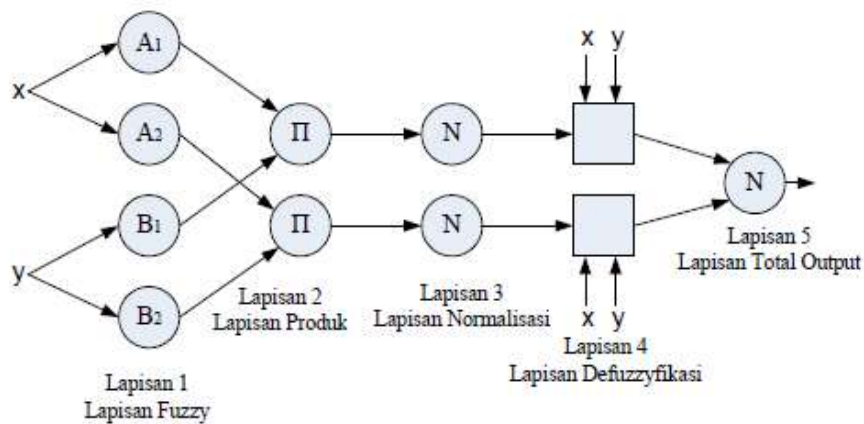 x y
A1
x
A2
Π
N
N
B1
Π
N
Lapisan 5
Lapisan Total Output
y
B2
Lapisan 2
Lapisan Produk
Lapisan 3
Lapisan Normalisasi
x y
Lapisan 4
Lapisan Defuzzyfikasi
Lapisan 1
Lapisan Fuzzy